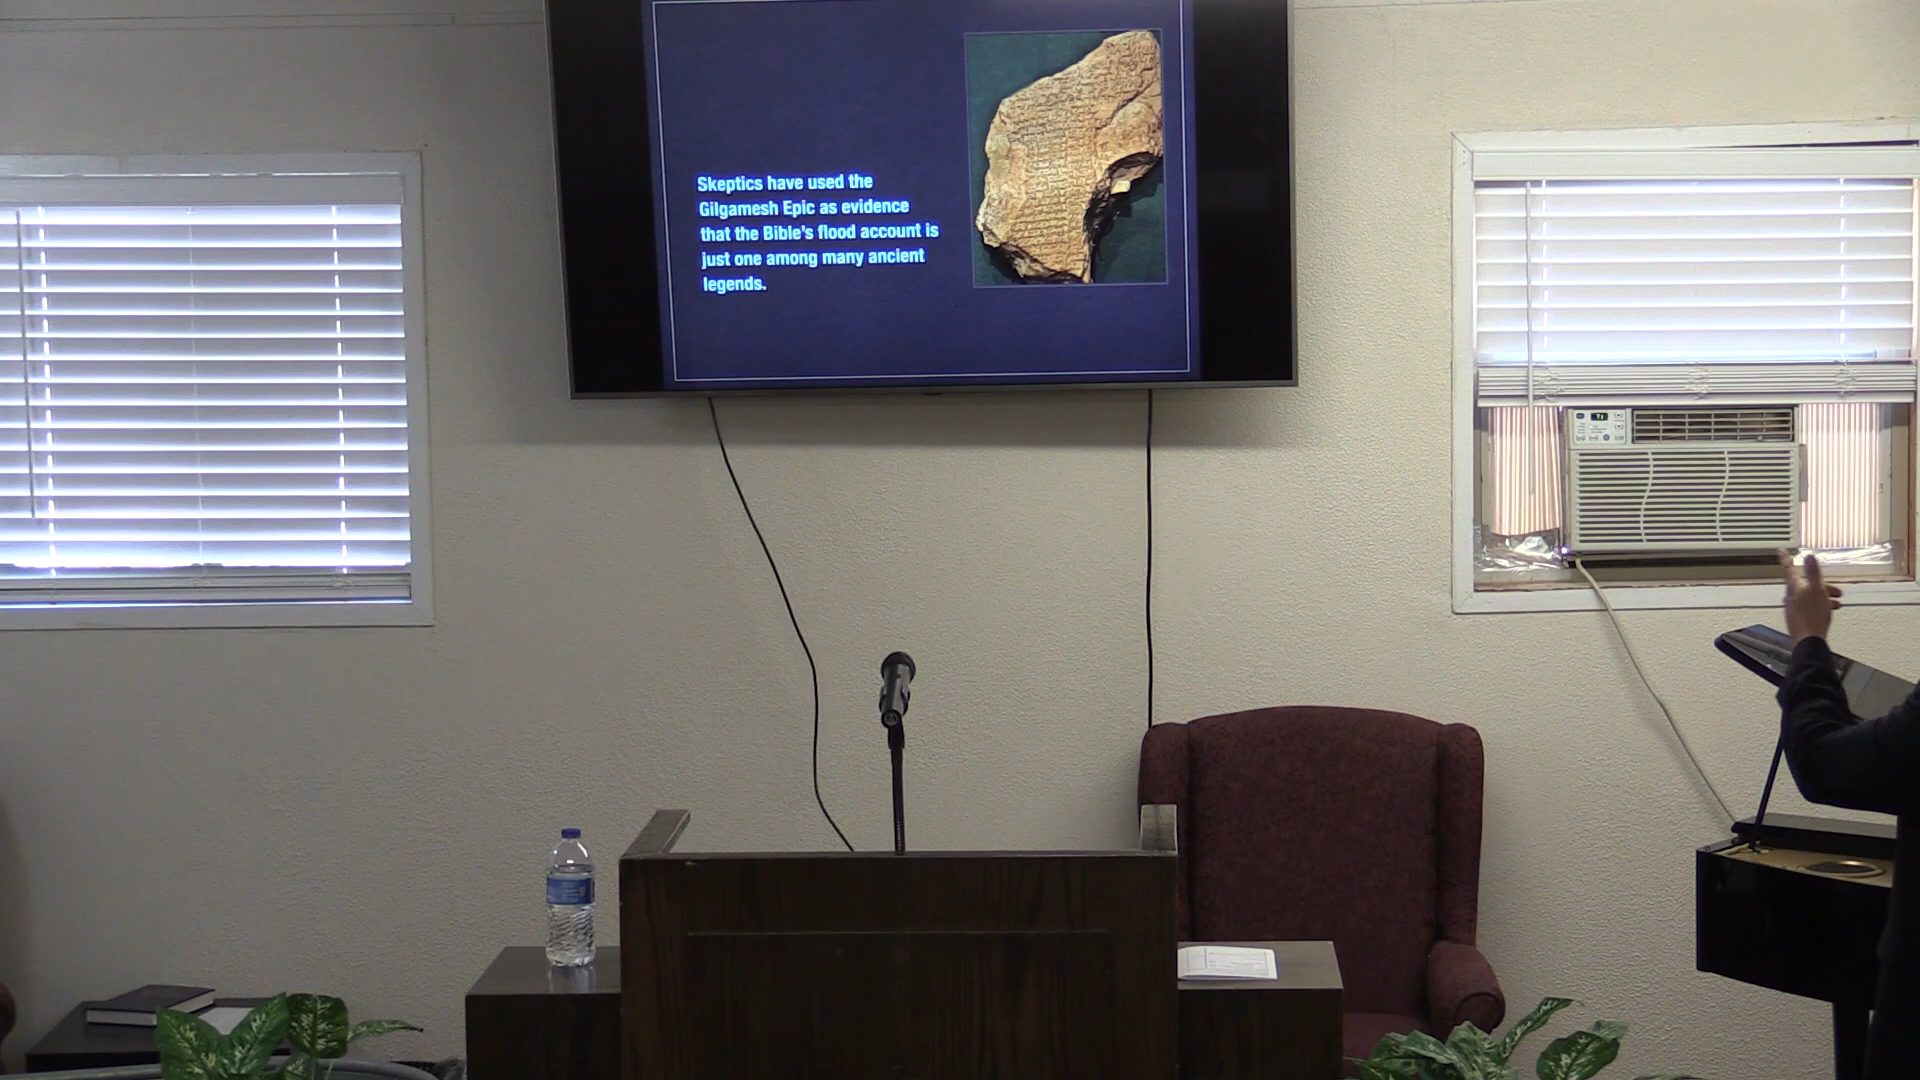 Skeptics have used the
Gilgamesh Epic as evidence
that the Bible's flood account is
just one among many ancient
legends.
71